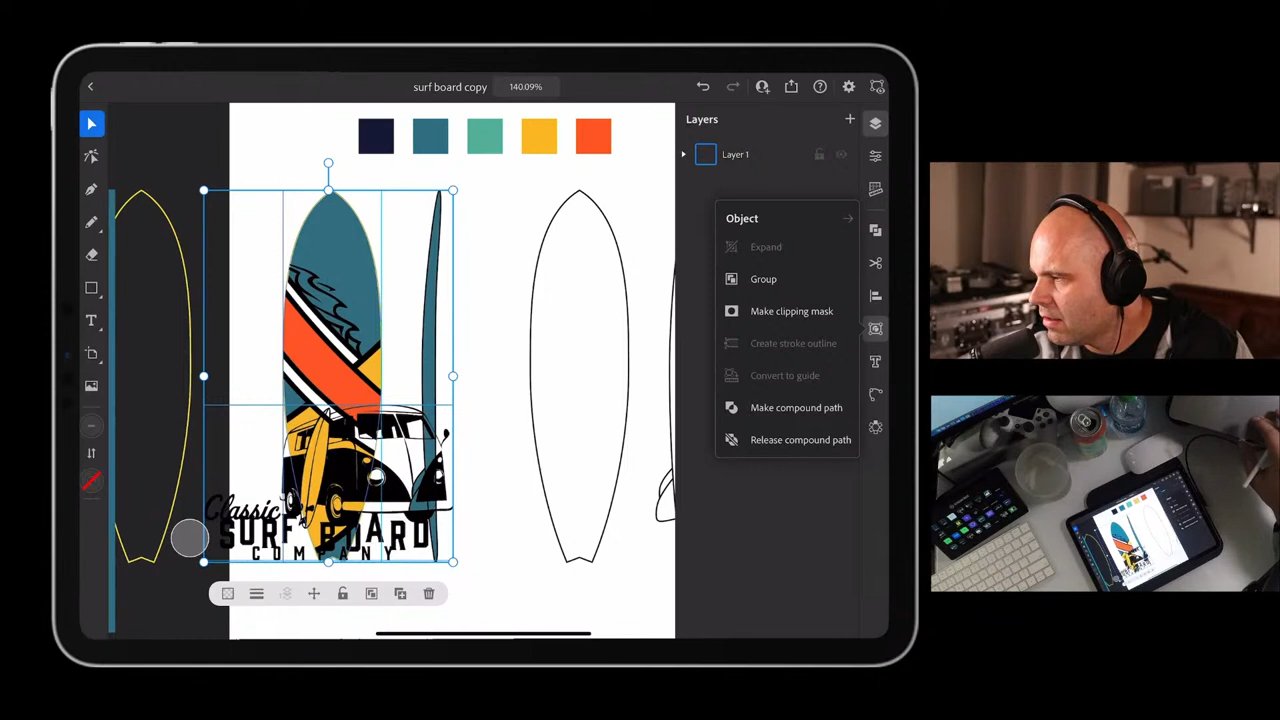 surf board copy
140.09%
Layers
Layer 1
Object
Expand
Group
Make clipping mask
Create stroke outline
Convert to guide
Make compound path
Release compound path
Classic
SURF BOARD
COMPANY